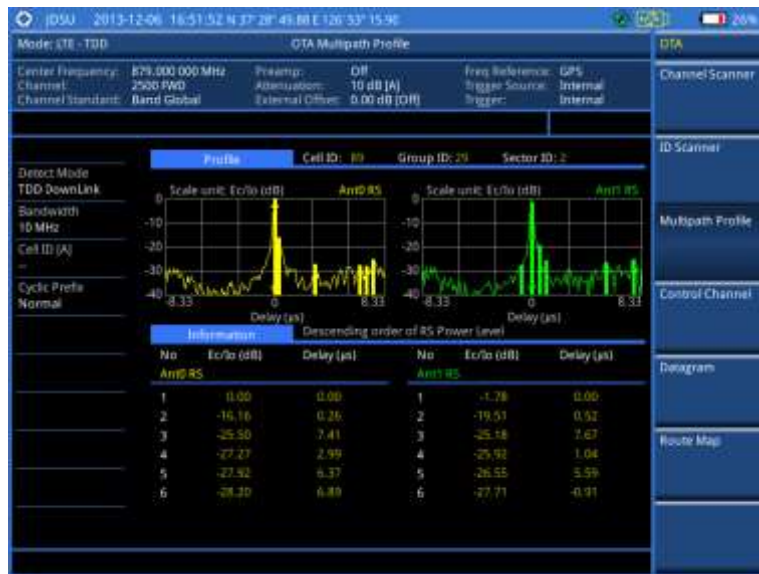 JDSU 2013-12-06 16:51:52 N 37° 28' 49.88 E 126° 53' 15.90 26%
Mode: LTE - TDD OTA Multipath Profile OTA
Center Frequency: 879.000 000 MHz Preamp: Off Freq Reference: GPS
Channel: 2500 FWD Attenuation: 10 dB [A] Trigger Source: Internal
Channel Standard: Band Global External Offset: 0.00 dB [Off] Trigger: Internal
Channel Scanner
ID Scanner
Multipath Profile
Control Channel
Datagram
Route Map
Detect Mode
TDD DownLink
Bandwidth
10 MHz
Cell ID [A]
--
Cyclic Prefix
Normal
Profile Cell ID: 89 Group ID: 29 Sector ID: 2
Scale unit: Ec/Io (dB) Ant0 RS
0
-10
-20
-30
-40
-8.33 0 8.33
Delay (µs)
Scale unit: Ec/Io (dB) Ant1 RS
0
-10
-20
-30
-40
-8.33 0 8.33
Delay (µs)
Information Descending order of RS Power Level
No Ec/Io (dB) Delay (µs) No Ec/Io (dB) Delay (µs)
Ant0 RS Ant1 RS
1 0.00 0.00 1 -1.78 0.00
2 -16.16 0.26 2 -19.51 0.52
3 -25.50 7.41 3 -25.18 7.67
4 -27.27 2.99 4 -25.92 1.04
5 -27.92 6.37 5 -26.55 5.59
6 -28.20 6.89 6 -27.71 -0.91